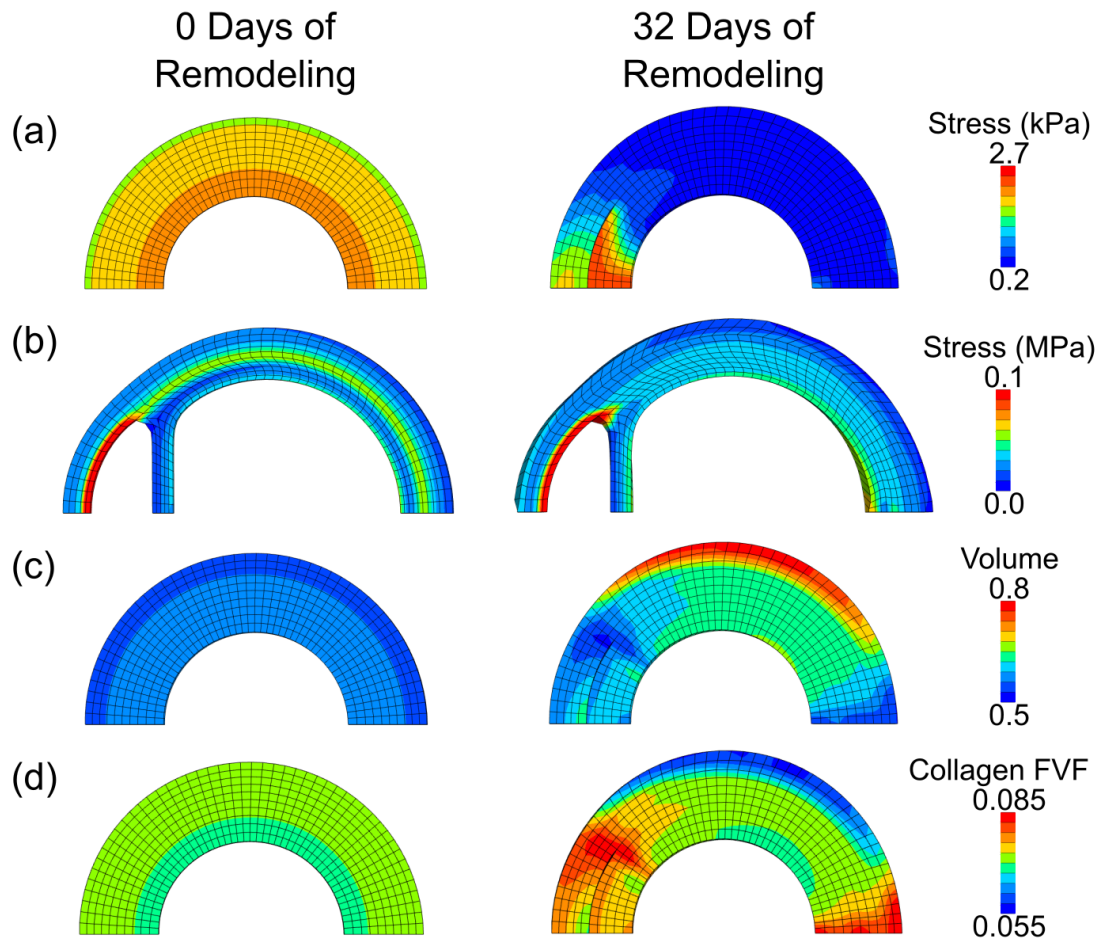 0 Days of
Remodeling
32 Days of
Remodeling
(a)
Stress (kPa)
2.7
0.2
(b)
Stress (MPa)
0.1
0.0
(c)
Volume
0.8
0.5
(d)
Collagen FVF
0.085
0.055